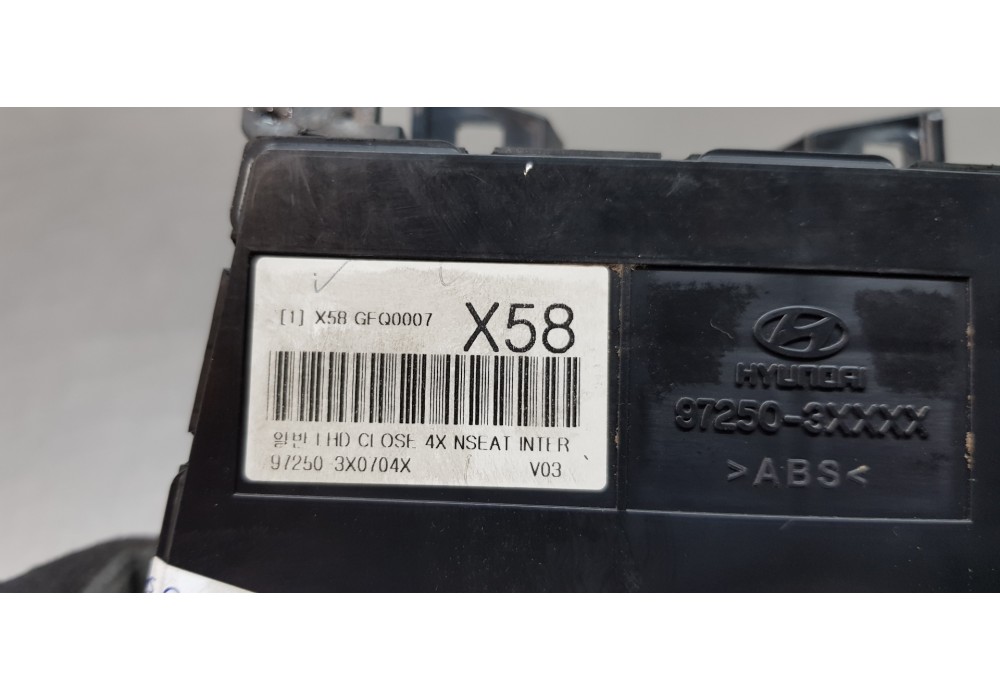 [1] X58 GFQ0007
X58
일반 LHD CLOSE 4X NSEAT INTER
97250 3X0704X V03
HYUNDAI
97250-3XXXX
>ABS<